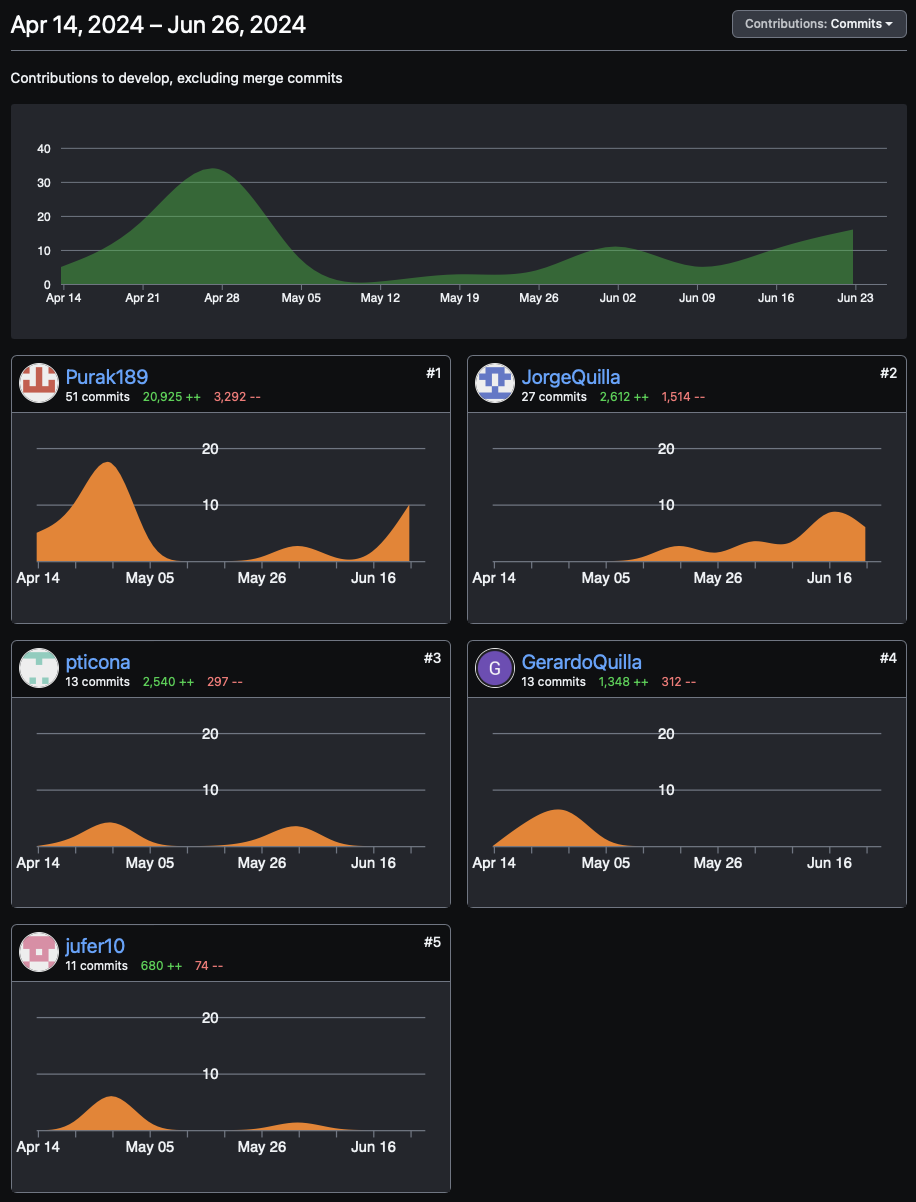 Apr 14, 2024 – Jun 26, 2024
Contributions: Commits
Contributions to develop, excluding merge commits
40
30
20
10
0
Apr 14 Apr 21 Apr 28 May 05 May 12 May 19 May 26 Jun 02 Jun 09 Jun 16 Jun 23
Purak189 #1
51 commits 20,925 ++ 3,292 --
20
10
Apr 14 May 05 May 26 Jun 16
JorgeQuilla #2
27 commits 2,612 ++ 1,514 --
20
10
Apr 14 May 05 May 26 Jun 16
pticona #3
13 commits 2,540 ++ 297 --
20
10
Apr 14 May 05 May 26 Jun 16
G GerardoQuilla #4
13 commits 1,348 ++ 312 --
20
10
Apr 14 May 05 May 26 Jun 16
jufer10 #5
11 commits 680 ++ 74 --
20
10
Apr 14 May 05 May 26 Jun 16